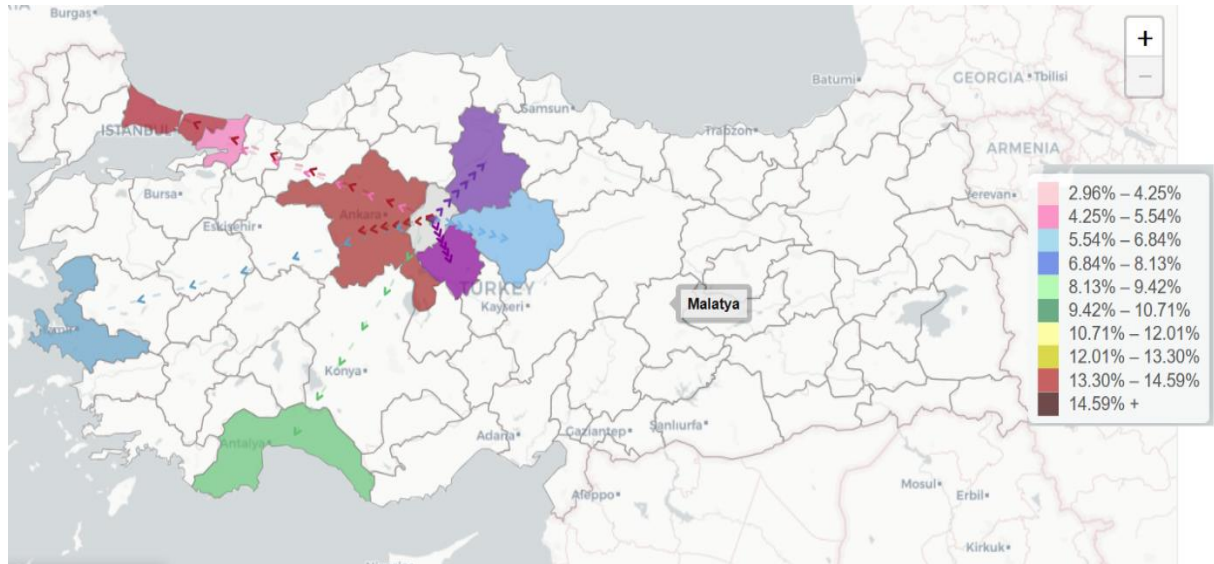 Burgas
+
−
Batumi
GEORGIA
Tbilisi
Samsun
ISTANBUL
Trabzon
ARMENIA
Yerevan
Bursa
Ankara
Eskişehir
TURKEY
Kayseri
Malatya
Izmir
Konya
Antalya
Adana
Gaziantep
Şanlıurfa
Aleppo
Mosul
Erbil
Kirkuk
2.96% – 4.25%
4.25% – 5.54%
5.54% – 6.84%
6.84% – 8.13%
8.13% – 9.42%
9.42% – 10.71%
10.71% – 12.01%
12.01% – 13.30%
13.30% – 14.59%
14.59% +